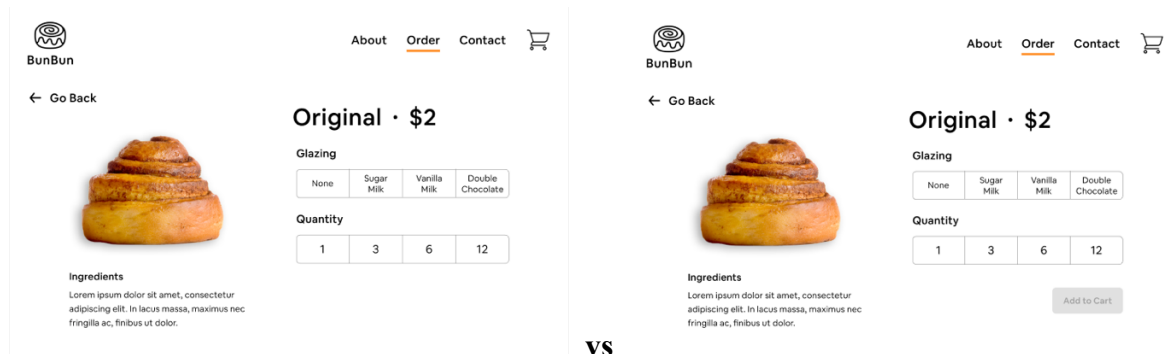 BunBun
About Order Contact
← Go Back
Original · $2
Glazing
None
Sugar
Milk
Vanilla
Milk
Double
Chocolate
Quantity
1 3 6 12
Ingredients
Lorem ipsum dolor sit amet, consectetur
adipiscing elit. In lacus massa, maximus nec
fringilla ac, finibus ut dolor.
vs
BunBun
About Order Contact
← Go Back
Original · $2
Glazing
None
Sugar
Milk
Vanilla
Milk
Double
Chocolate
Quantity
1 3 6 12
Add to Cart
Ingredients
Lorem ipsum dolor sit amet, consectetur
adipiscing elit. In lacus massa, maximus nec
fringilla ac, finibus ut dolor.